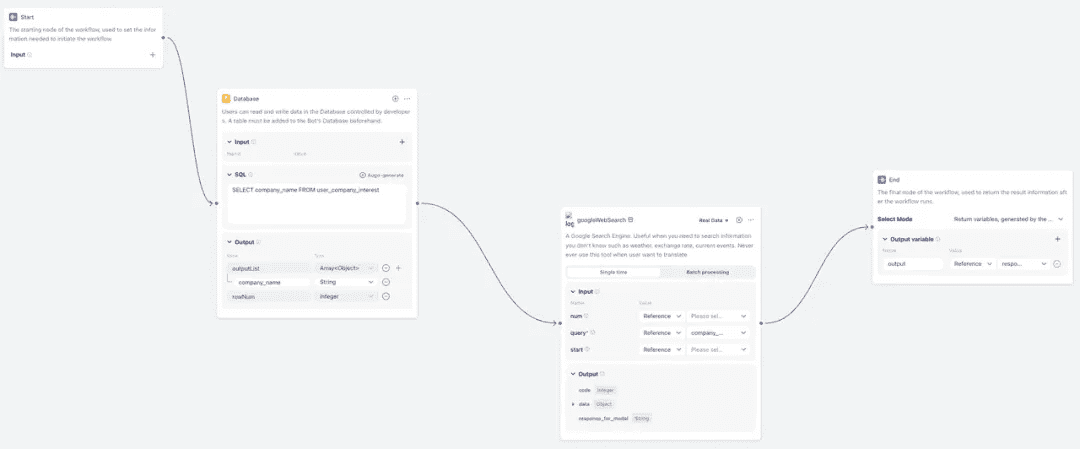 Start
The starting node of the workflow, used to set the infor
mation needed to initiate the workflow.
Input
Database
Users can read and write data in the Database controlled by developer
s. A table must be added to the Bot's Database beforehand.
Input
Name Value
SQL Auto-generate
SELECT company_name FROM user_company_interest
Output
Name Type
outputList Array<Object>
company_name String
rowNum Integer
googleWebSearch Real Data
A Google Search Engine. Useful when you need to search information
you don't know such as weather, exchange rate, current events. Never
ever use this tool when user want to translate
Single time Batch processing
Input
Name Value
num Reference Please sel...
query* Reference company_...
start Reference Please sel...
Output
code Integer
data Object
response_for_model String
End
The final node of the workflow, used to return the result information aft
er the workflow runs.
Select Mode Return variables, generated by the ...
Output variable
Name Value
output Reference respo...